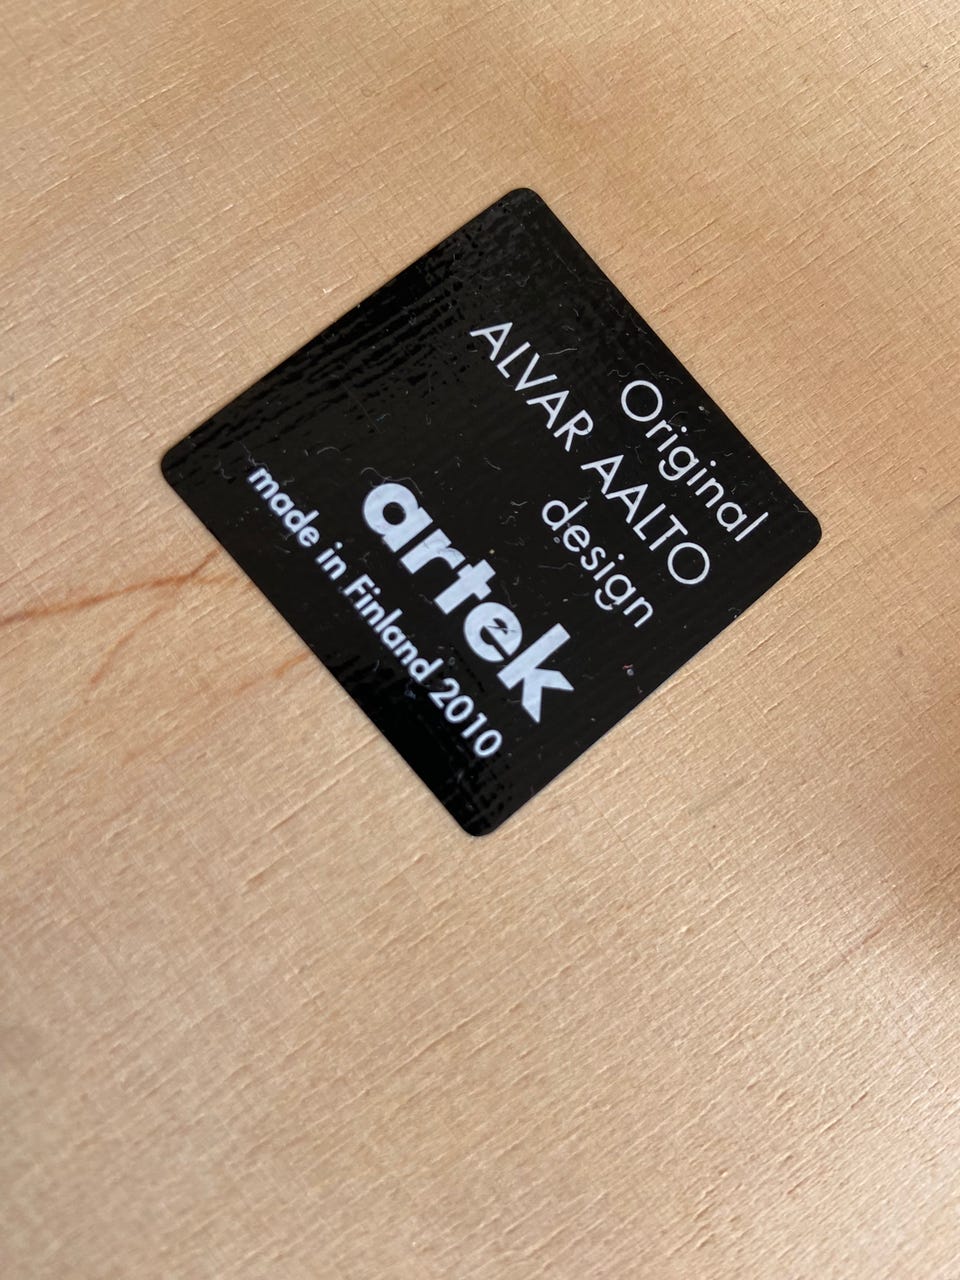 Original
ALVAR AALTO
design
artek
made in Finland 2010